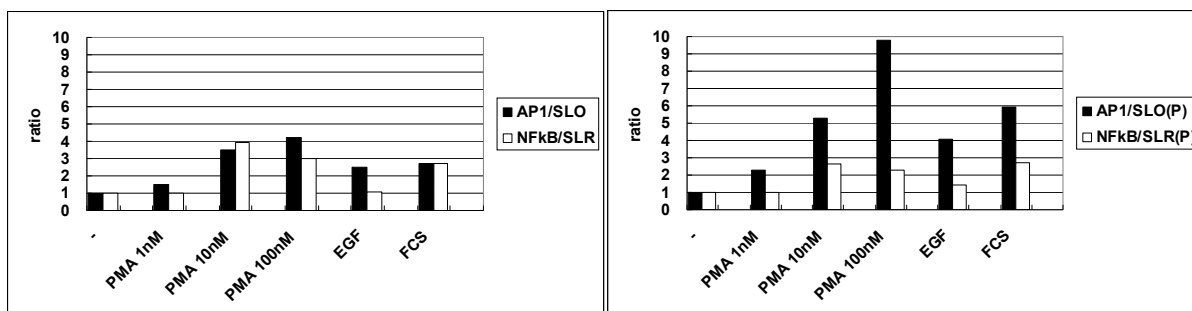 10
9
8
7
6
5
4
3
2
1
0
ratio
-
PMA 1nM
PMA 10nM
PMA 100nM
EGF
FCS
AP1/SLO
NFkB/SLR
10
9
8
7
6
5
4
3
2
1
0
ratio
-
PMA 1nM
PMA 10nM
PMA 100nM
EGF
FCS
AP1/SLO(P)
NFkB/SLR(P)